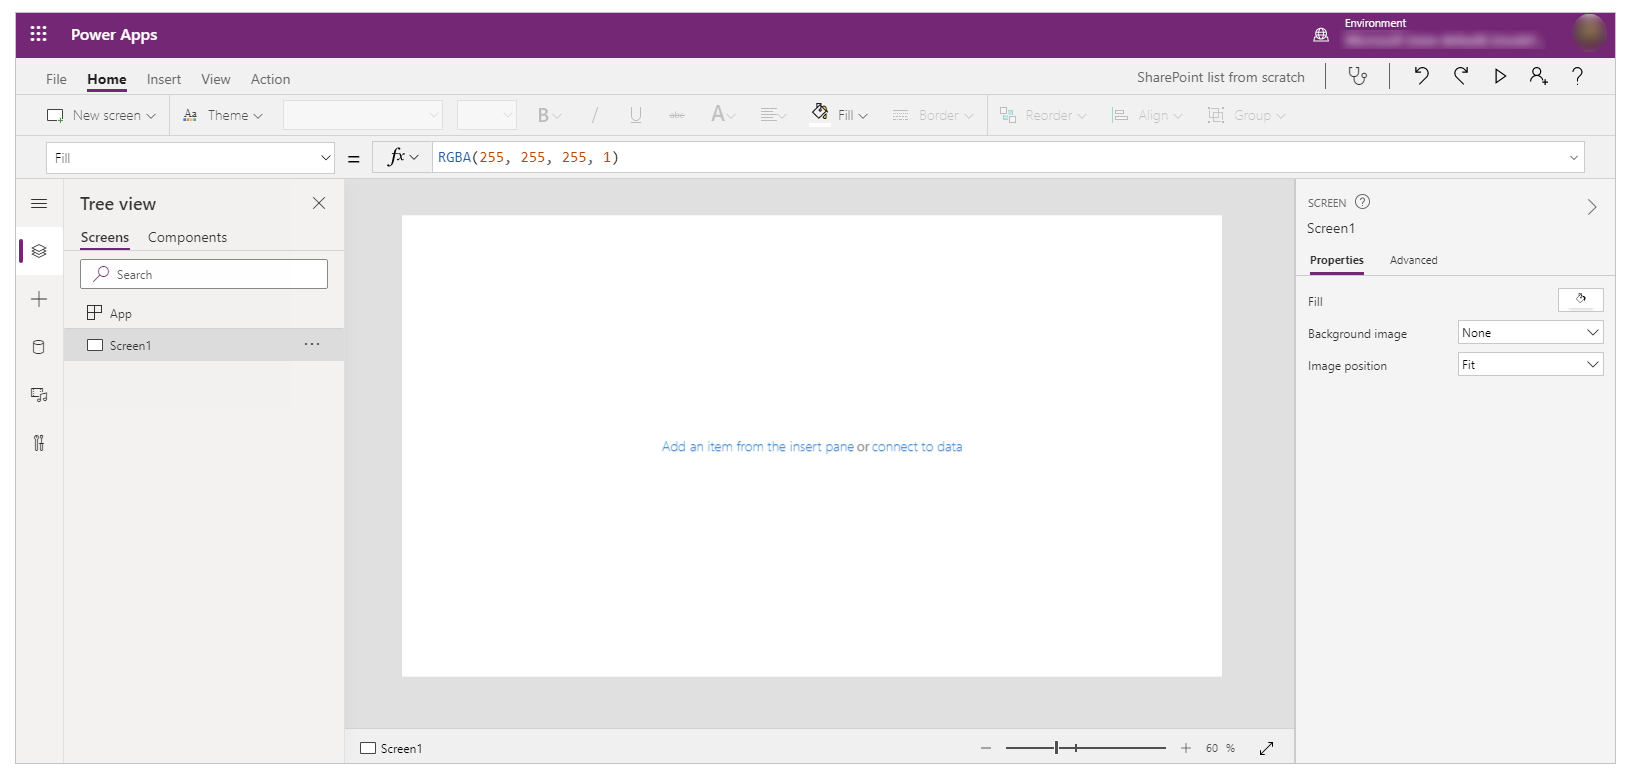 Power Apps
Environment
File Home Insert View Action
SharePoint list from scratch
New screen Theme B / U abc A Fill Border Reorder Align Group
Fill = fx RGBA(255, 255, 255, 1)
Tree view
Screens Components
Search
App
Screen1
Add an item from the insert pane or connect to data
SCREEN ?
Screen1
Properties Advanced
Fill
Background image None
Image position Fit
Screen1
60 %